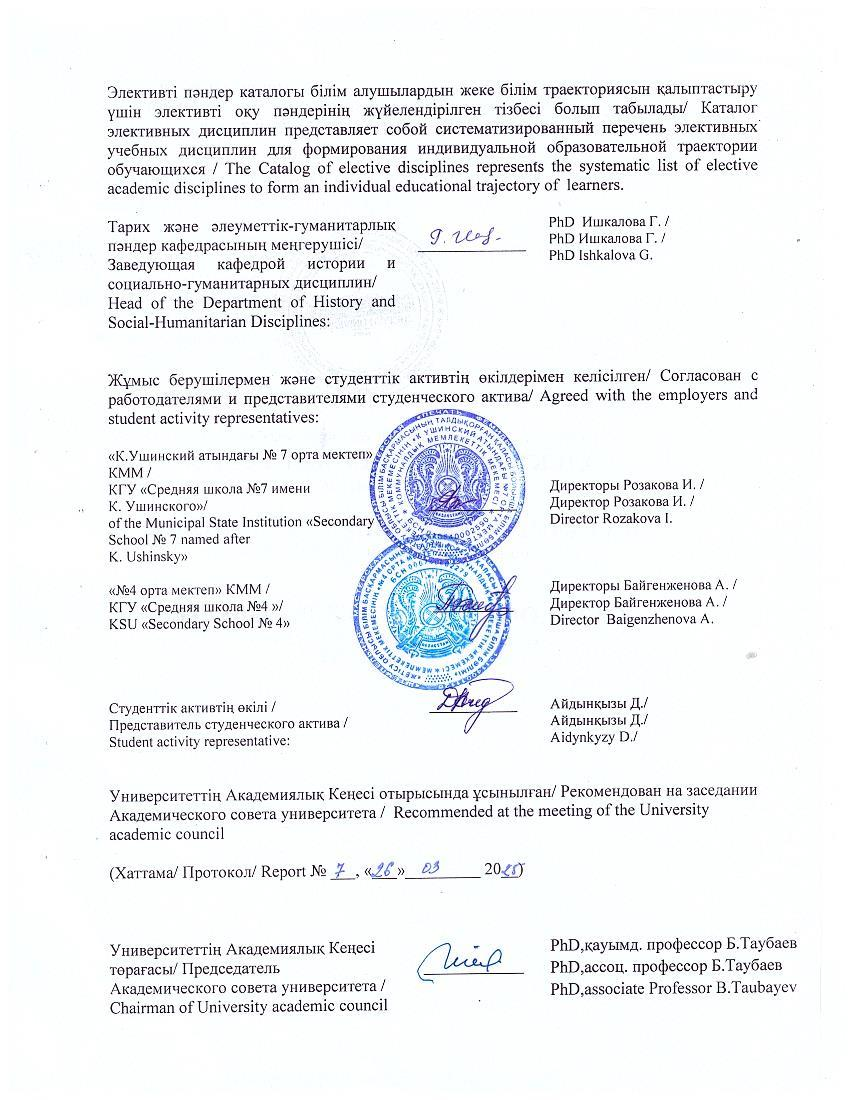 Элективті пәндер каталогы білім алушылардын жеке білім траекториясын қалыптастыру
үшін элективті оқу пәндерінің жүйелендірілген тізбесі болып табылады/ Каталог
элективных дисциплин представляет собой систематизированный перечень элективных
учебных дисциплин для формирования индивидуальной образовательной траектории
обучающихся / The Catalog of elective disciplines represents the systematic list of elective
academic disciplines to form an individual educational trajectory of learners.
Тарих және әлеуметтік-гуманитарлық
пәндер кафедрасының меңгерушісі/
Заведующая кафедрой истории и
социально-гуманитарных дисциплин/
Head of the Department of History and
Social-Humanitarian Disciplines:
PhD Ишкалова Г. /
PhD Ишкалова Г. /
PhD Ishkalova G.
Жұмыс берушілермен және студенттік активтің өкілдерімен келісілген/ Согласован с
работодателями и представителями студенческого актива/ Agreed with the employers and
student activity representatives:
«К.Ушинский атындағы № 7 орта мектеп»
КММ /
КГУ «Средняя школа №7 имени
К. Ушинского»/
of the Municipal State Institution «Secondary
School № 7 named after
K. Ushinsky»
Директоры Розакова И. /
Директор Розакова И. /
Director Rozakova I.
«№4 орта мектеп» КММ /
КГУ «Средняя школа №4 »/
KSU «Secondary School № 4»
Директоры Байгенженова А. /
Директор Байгенженова А. /
Director Baigenzhenova A.
Студенттік активтің өкілі /
Представитель студенческого актива /
Student activity representative:
Айдынқызы Д./
Айдынқызы Д./
Aidynkyzy D./
Университеттің Академиялық Кеңесі отырысында ұсынылған/ Рекомендован на заседании
Академического совета университета / Recommended at the meeting of the University
academic council
(Хаттама/ Протокол/ Report № 7, «26» 03 2025)
Университеттің Академиялық Кеңесі
төрағасы/ Председатель
Академического совета университета /
Chairman of University academic council
PhD,қауымд. профессор Б.Таубаев
PhD,ассоц. профессор Б.Таубаев
PhD,associate Professor B.Taubayev